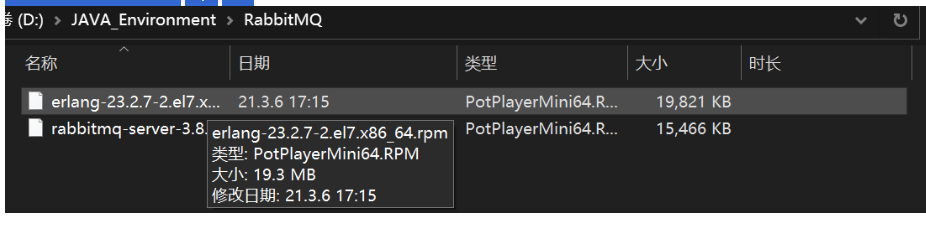 (D:) > JAVA_Environment > RabbitMQ
名称 日期 类型 大小 时长
erlang-23.2.7-2.el7.x... 21.3.6 17:15 PotPlayerMini64.R... 19,821 KB
rabbitmq-server-3.8. PotPlayerMini64.R... 15,466 KB
erlang-23.2.7-2.el7.x86_64.rpm
类型: PotPlayerMini64.RPM
大小: 19.3 MB
修改日期: 21.3.6 17:15